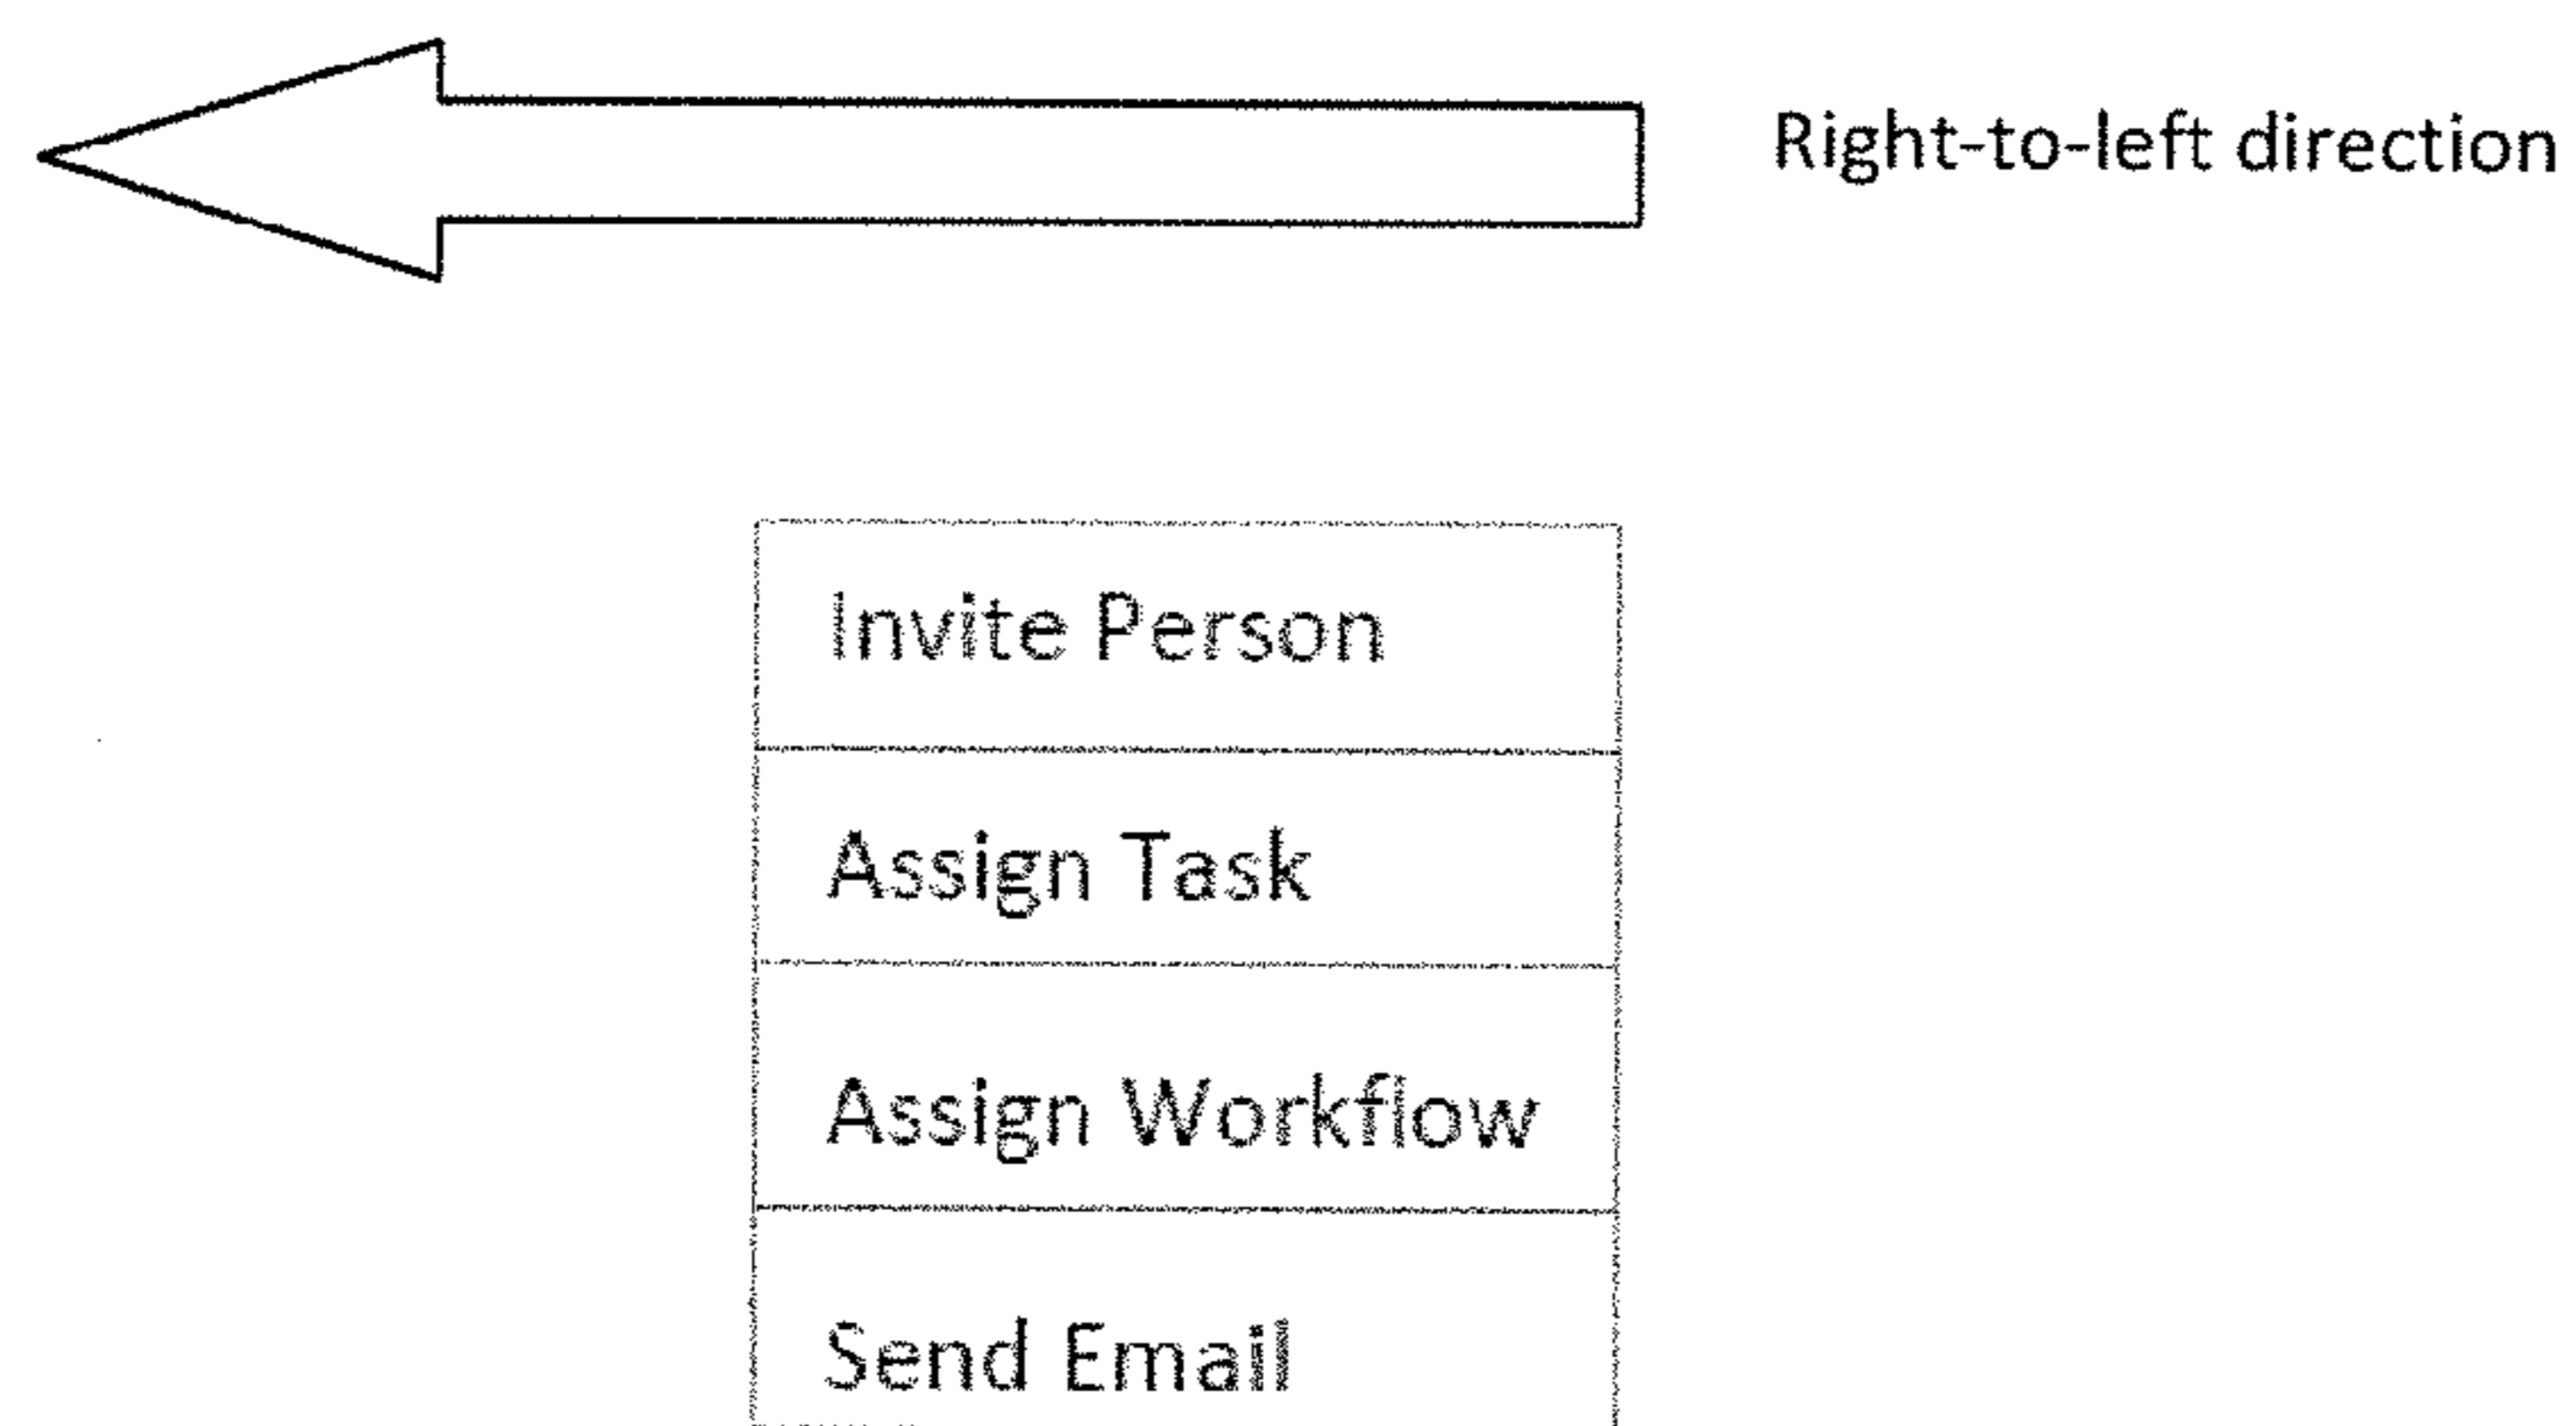 Right-to-left direction
Invite Person
Assign Task
Assign Workflow
Send Email